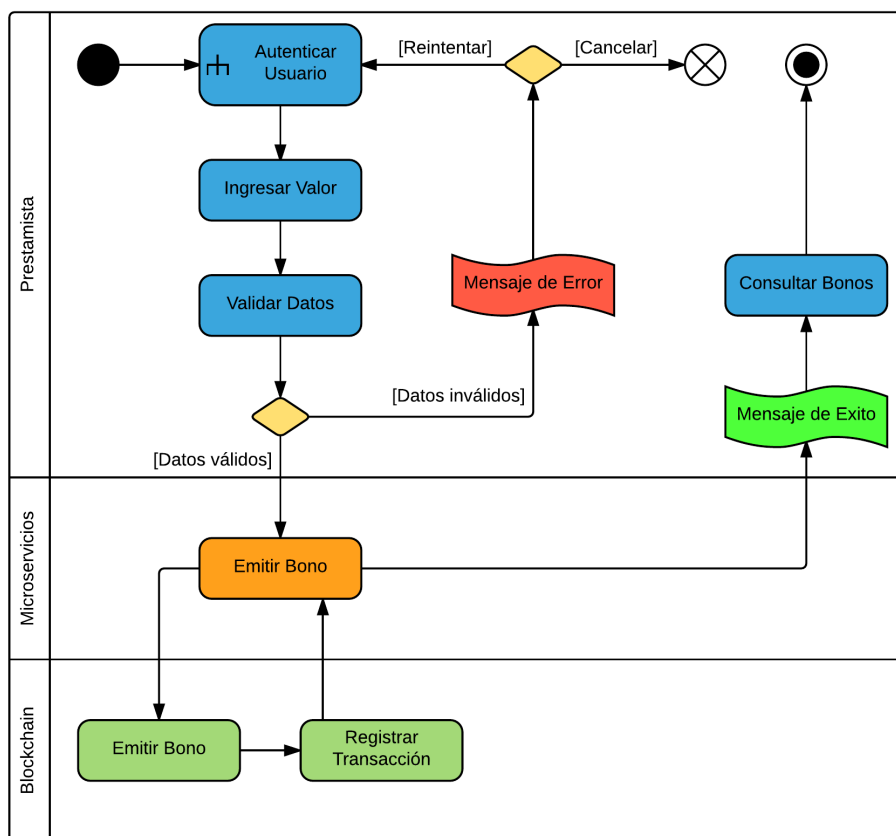 Prestamista
Autenticar
Usuario
[Reintentar]
[Cancelar]
Ingresar Valor
Validar Datos
Mensaje de Error
Consultar Bonos
[Datos inválidos]
Mensaje de Exito
[Datos válidos]
Microservicios
Emitir Bono
Blockchain
Emitir Bono
Registrar
Transacción